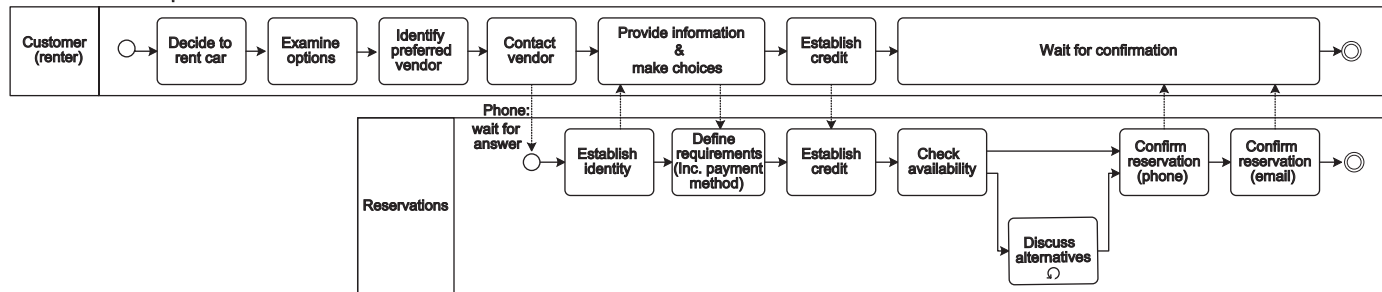 Customer
(renter)
Decide to
rent car
Examine
options
Identify
preferred
vendor
Contact
vendor
Provide information
&
make choices
Establish
credit
Wait for confirmation
Phone:
wait for
answer
Reservations
Establish
identity
Define
requirements
(Inc. payment
method)
Establish
credit
Check
availability
Discuss
alternatives
Confirm
reservation
(phone)
Confirm
reservation
(email)